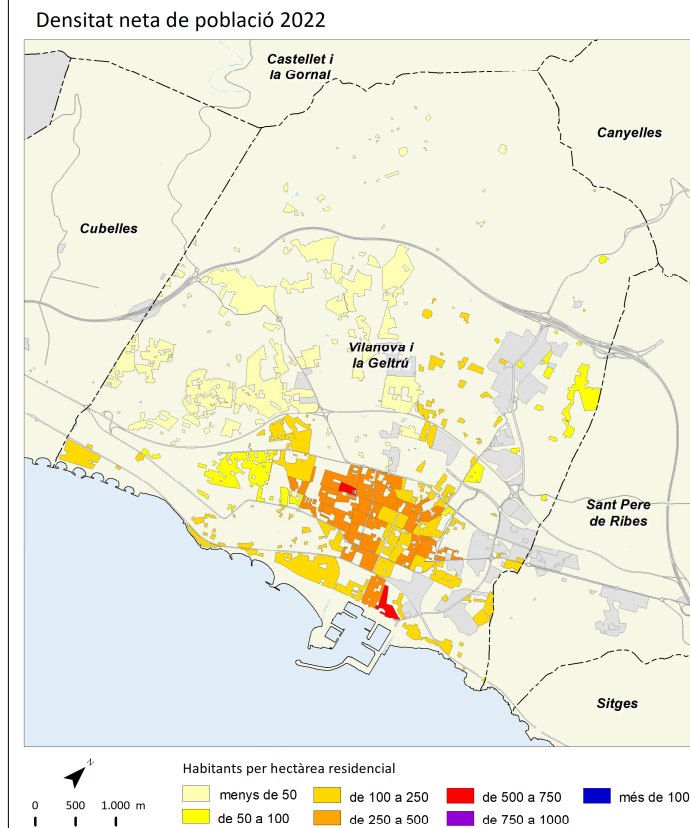 Densitat neta de població 2022
Castellet i
la Gornal
Canyelles
Cubelles
Vilanova i
la Geltrú
Sant Pere
de Ribes
Sitges
N
0 500 1.000 m
Habitants per hectàrea residencial
menys de 50
de 100 a 250
de 500 a 750
més de 100
de 50 a 100
de 250 a 500
de 750 a 1000